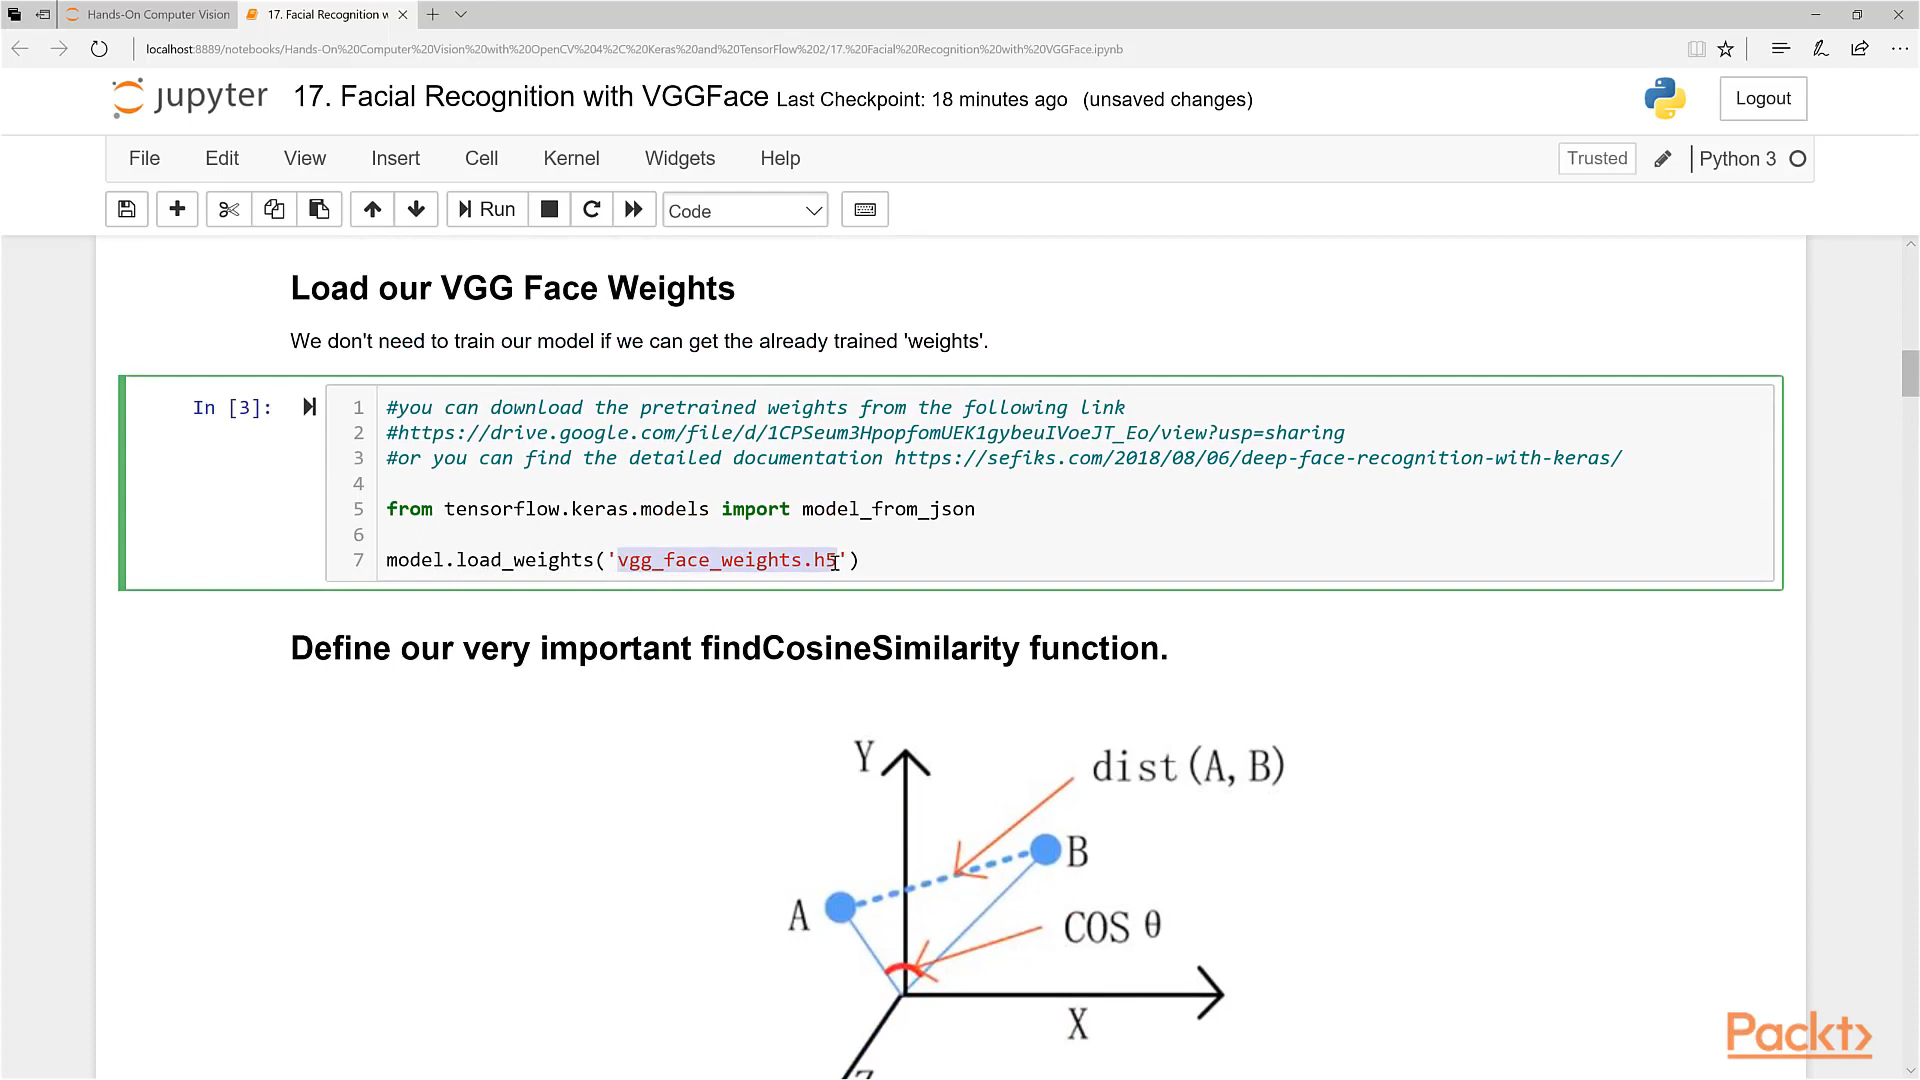 Hands-On Computer Vision
17. Facial Recognition w
localhost:8889/notebooks/Hands-On%20Computer%20Vision%20with%20OpenCV%204%2C%20Keras%20and%20TensorFlow%202/17.%20Facial%20Recognition%20with%20VGGFace.ipynb
jupyter 17. Facial Recognition with VGGFace Last Checkpoint: 18 minutes ago (unsaved changes)
Logout
File Edit View Insert Cell Kernel Widgets Help
Trusted
Python 3
Run
Code
Load our VGG Face Weights
We don't need to train our model if we can get the already trained 'weights'.
In [3]:
1 #you can download the pretrained weights from the following link
2 #https://drive.google.com/file/d/1CPSeum3HpopfomUEK1gybeuIVoeJT_Eo/view?usp=sharing
3 #or you can find the detailed documentation https://sefiks.com/2018/08/06/deep-face-recognition-with-keras/
4
5 from tensorflow.keras.models import model_from_json
6
7 model.load_weights('vgg_face_weights.h5')
Define our very important findCosineSimilarity function.
Y
dist(A,B)
B
A
COS θ
X
Z
Packt>